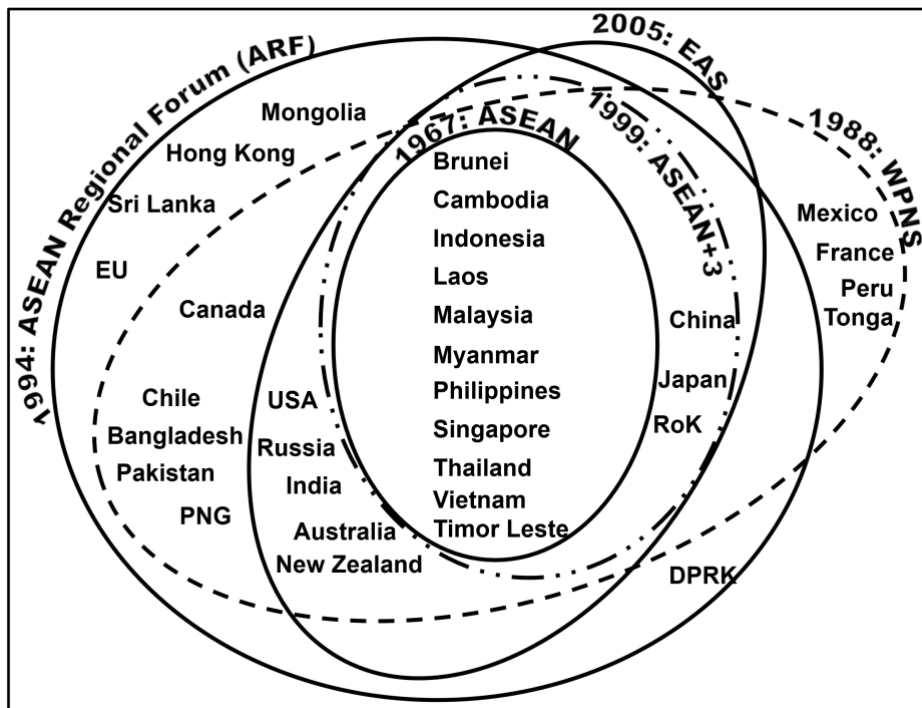 1994: ASEAN Regional Forum (ARF)
2005: EAS
1988: WPNS
1999: ASEAN+3
1967: ASEAN
Mongolia
Hong Kong
Sri Lanka
EU
Canada
Chile
Bangladesh
Pakistan
PNG
USA
Russia
India
Australia
New Zealand
Brunei
Cambodia
Indonesia
Laos
Malaysia
Myanmar
Philippines
Singapore
Thailand
Vietnam
Timor Leste
China
Japan
RoK
DPRK
Mexico
France
Peru
Tonga